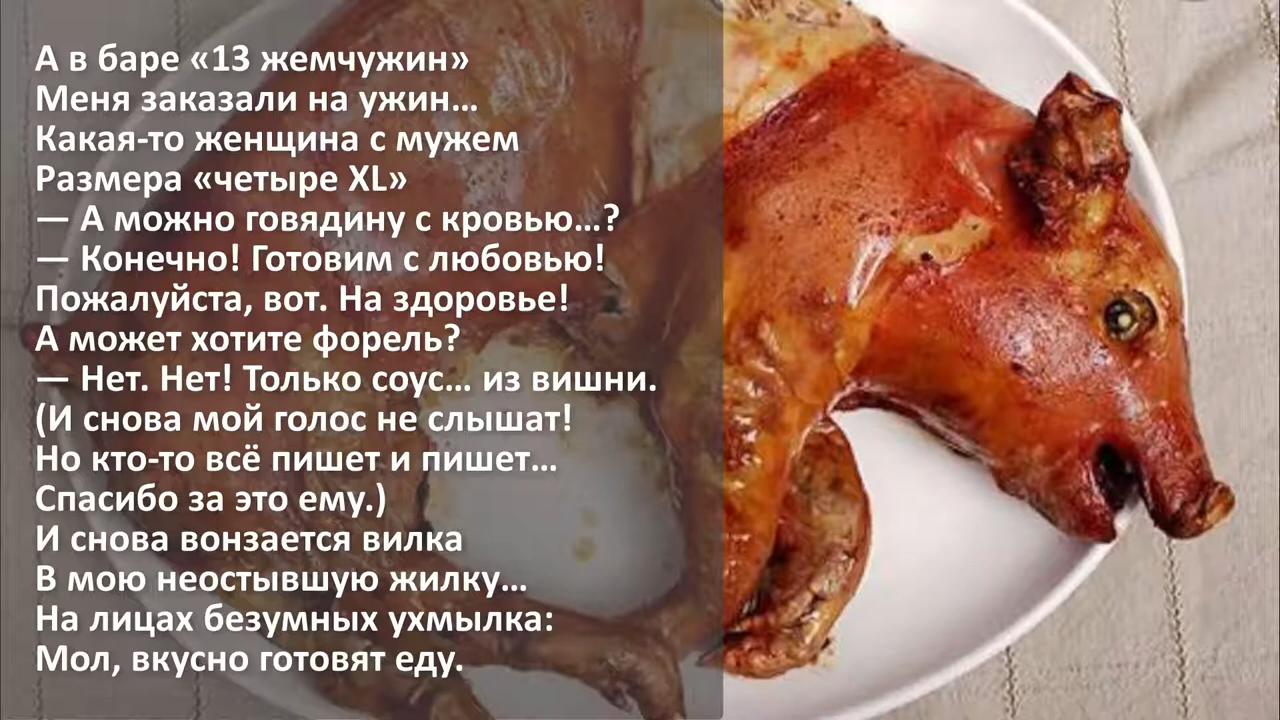 А в баре «13 жемчужин»
Меня заказали на ужин...
Какая-то женщина с мужем
Размера «четыре XL»
— А можно говядину с кровью...?
— Конечно! Готовим с любовью!
Пожалуйста, вот. На здоровье!
А может хотите форель?
— Нет. Нет! Только соус... из вишни.
(И снова мой голос не слышат!
Но кто-то всё пишет и пишет...
Спасибо за это ему.)
И снова вонзается вилка
В мою неостывшую жилку...
На лицах безумных ухмылка:
Мол, вкусно готовят еду.